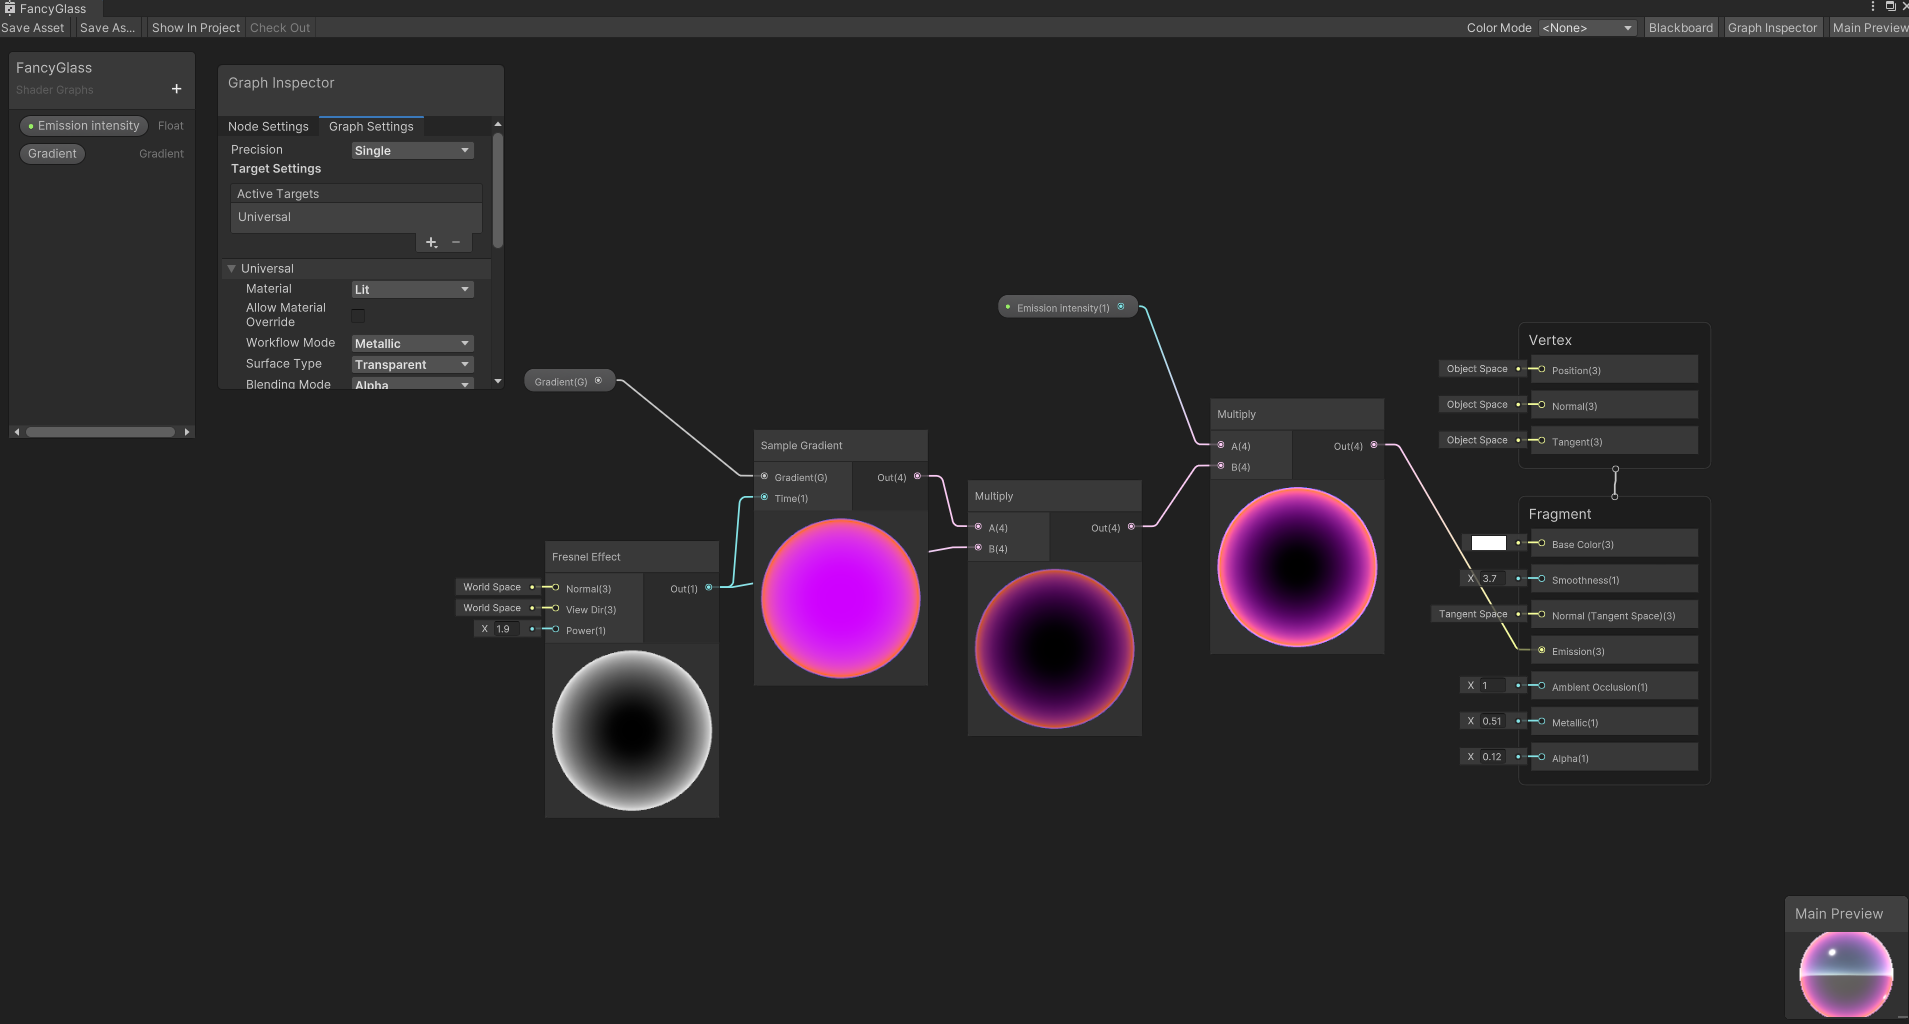 FancyGlass
Save Asset Save As... Show In Project Check Out Color Mode <None> Blackboard Graph Inspector Main Preview
FancyGlass
Shader Graphs
+
Emission intensity Float
Gradient Gradient
Graph Inspector
Node Settings Graph Settings
Precision Single
Target Settings
Active Targets
Universal
Universal
Material Lit
Allow Material
Override
Workflow Mode Metallic
Surface Type Transparent
Blending Mode Alpha
Emission intensity(1)
Gradient(G)
Sample Gradient
Gradient(G) Out(4)
Time(1)
Fresnel Effect
World Space Normal(3) Out(1)
World Space View Dir(3)
X 1.9 Power(1)
Multiply
A(4) Out(4)
B(4)
Multiply
A(4) Out(4)
B(4)
Vertex
Object Space Position(3)
Object Space Normal(3)
Object Space Tangent(3)
Fragment
Base Color(3)
X 3.7 Smoothness(1)
Tangent Space Normal (Tangent Space)(3)
Emission(3)
X 1 Ambient Occlusion(1)
X 0.51 Metallic(1)
X 0.12 Alpha(1)
Main Preview